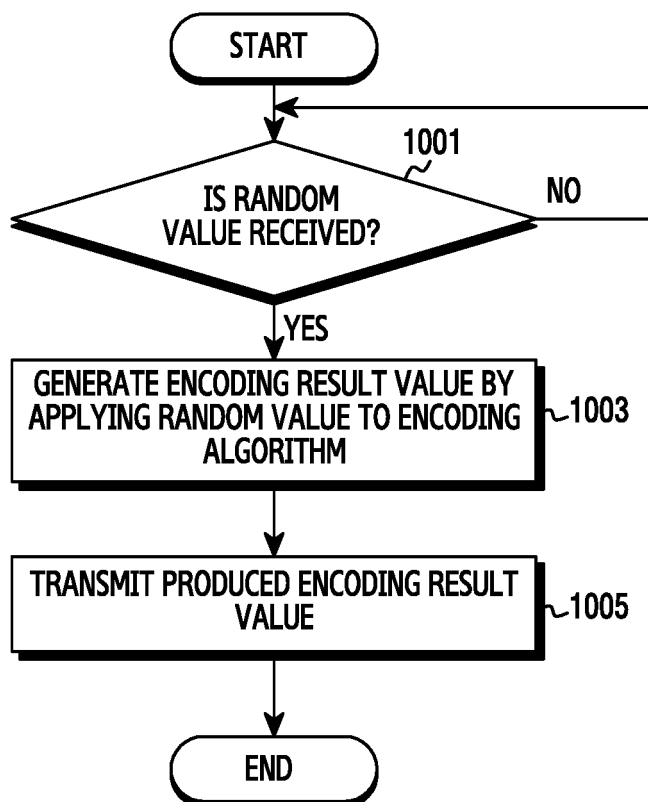 START
1001
IS RANDOM
VALUE RECEIVED?
NO
YES
GENERATE ENCODING RESULT VALUE BY
APPLYING RANDOM VALUE TO ENCODING
ALGORITHM
1003
TRANSMIT PRODUCED ENCODING RESULT
VALUE
1005
END